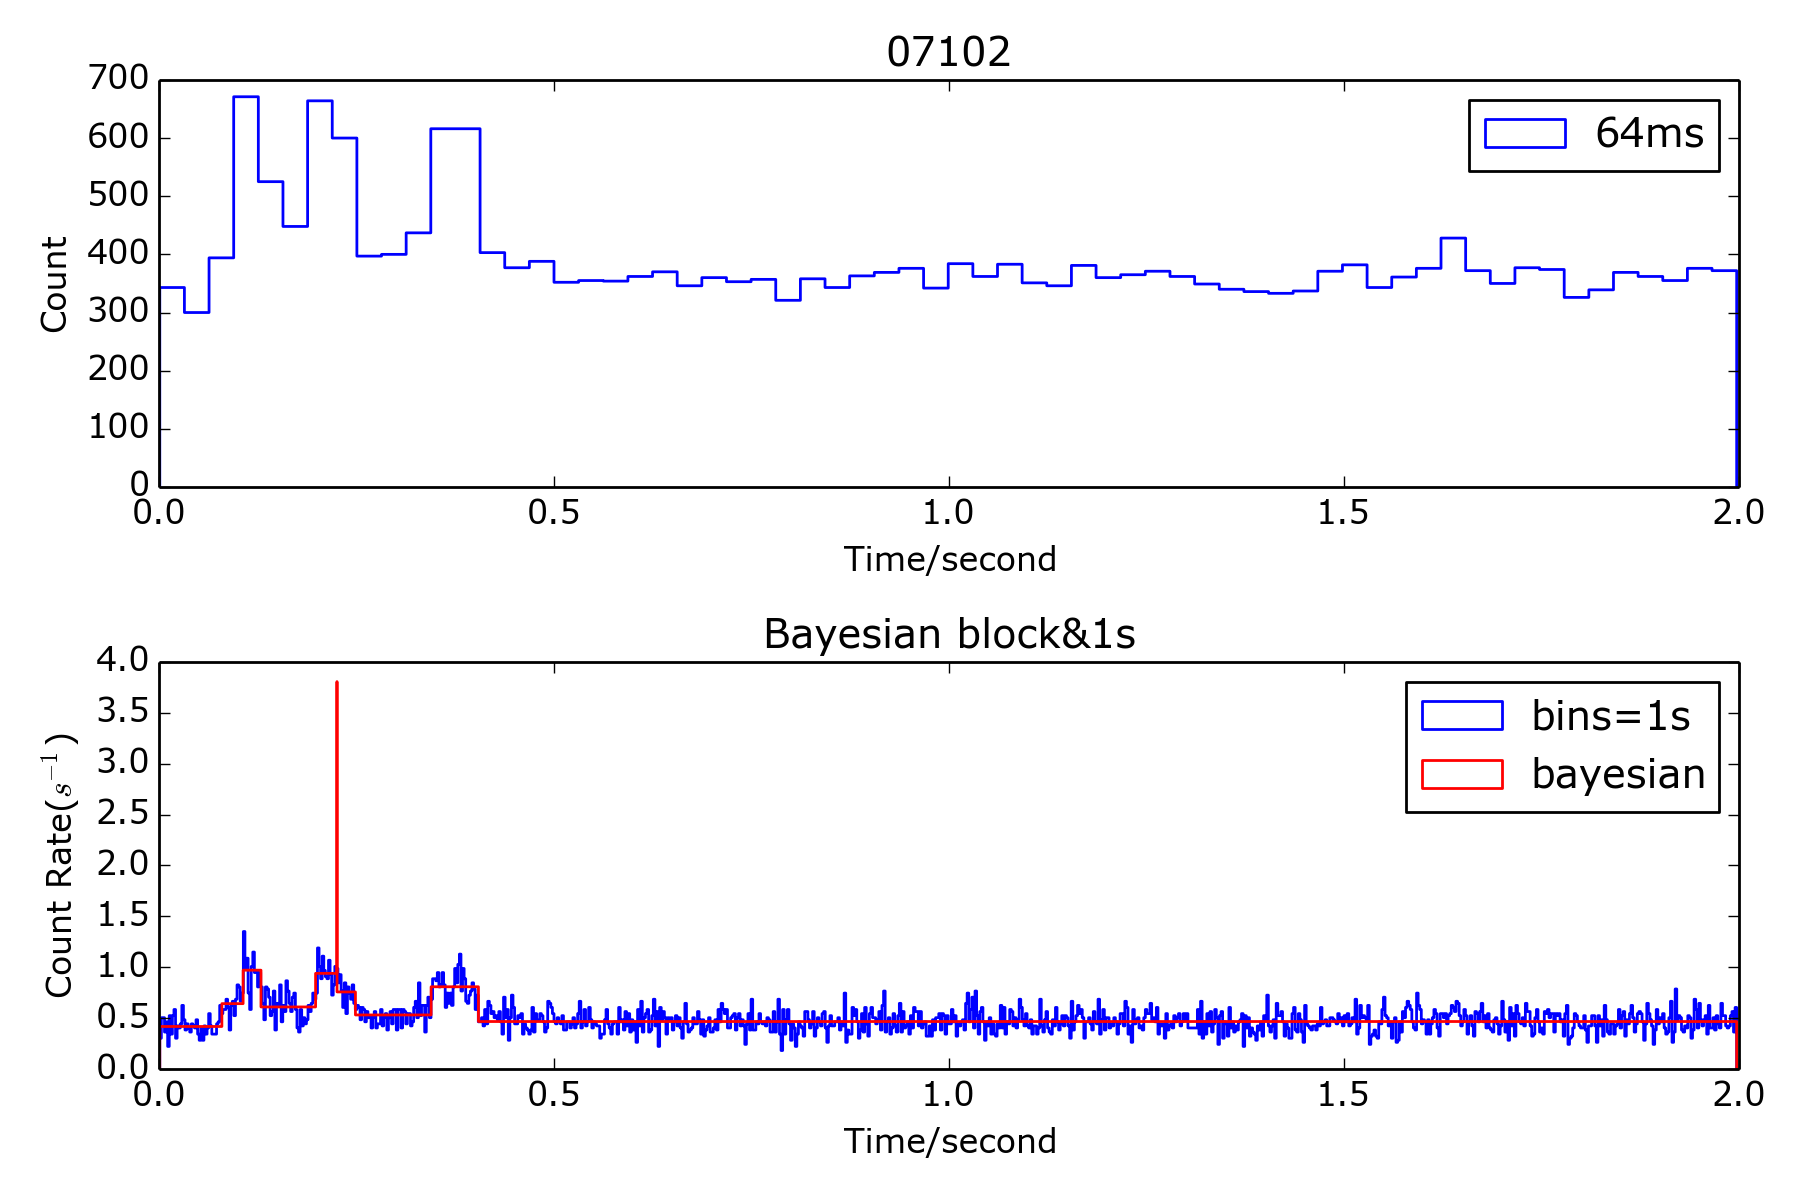 07102
700
600
500
400
300
200
100
0
Count
64ms
0.0 0.5 1.0 1.5 2.0
Time/second
Bayesian block&1s
4.0
3.5
3.0
2.5
2.0
1.5
1.0
0.5
0.0
Count Rate(s⁻¹)
bins=1s
bayesian
0.0 0.5 1.0 1.5 2.0
Time/second